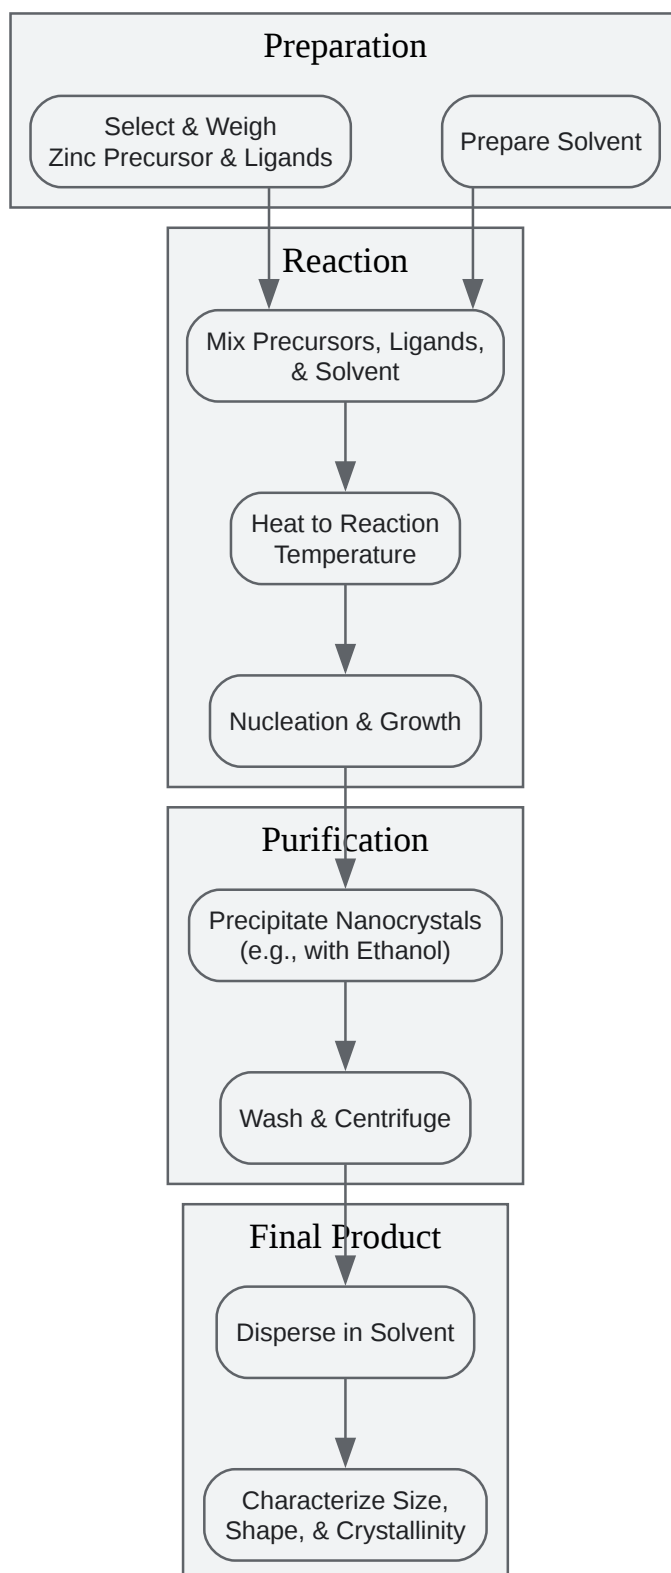 Preparation
Select & Weigh
Zinc Precursor & Ligands
Prepare Solvent
Reaction
Mix Precursors, Ligands,
& Solvent
Heat to Reaction
Temperature
Nucleation & Growth
Purification
Precipitate Nanocrystals
(e.g., with Ethanol)
Wash & Centrifuge
Final Product
Disperse in Solvent
Characterize Size,
Shape, & Crystallinity